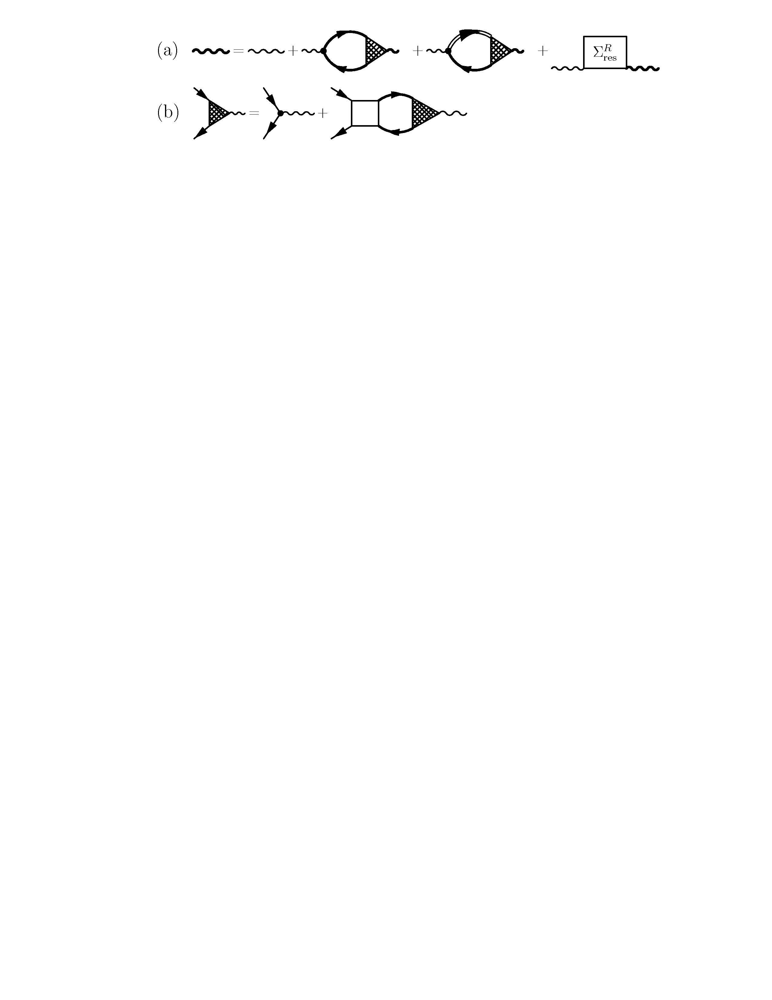 (a) = + + + Σ^R_res
(b) = +